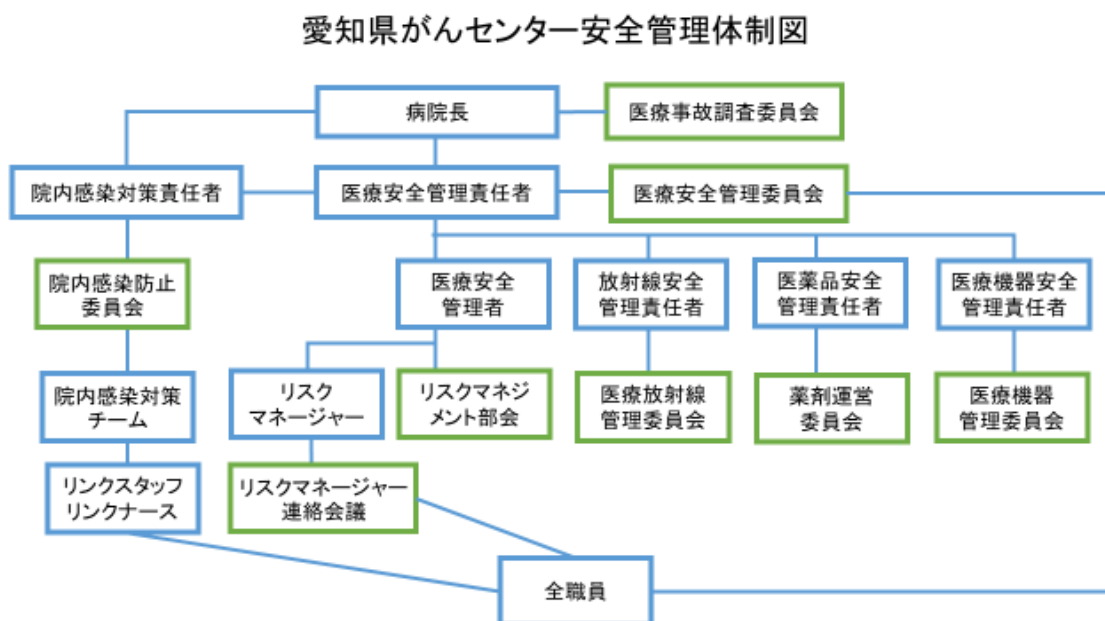 愛知県がんセンター安全管理体制図
病院長
医療事故調査委員会
院内感染対策責任者
医療安全管理責任者
医療安全管理委員会
院内感染防止
委員会
医療安全
管理者
放射線安全
管理責任者
医薬品安全
管理責任者
医療機器安全
管理責任者
院内感染対策
チーム
リスク
マネージャー
リスクマネジ
メント部会
医療放射線
管理委員会
薬剤運営
委員会
医療機器
管理委員会
リンクスタッフ
リンクナース
リスクマネージャー
連絡会議
全職員